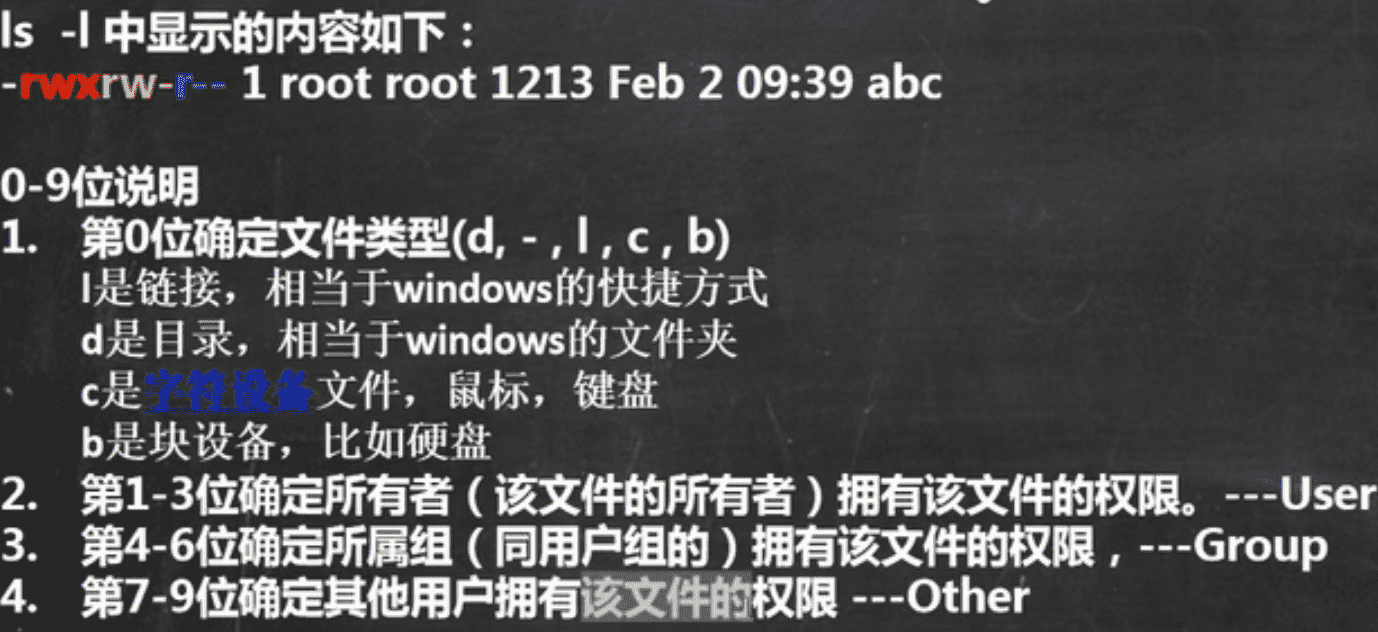 ls -l 中显示的内容如下：
-rwxrw-r-- 1 root root 1213 Feb 2 09:39 abc
0-9位说明
1. 第0位确定文件类型(d, - , l , c , b)
l是链接，相当于windows的快捷方式
d是目录，相当于windows的文件夹
c是字符设备文件，鼠标，键盘
b是块设备，比如硬盘
2. 第1-3位确定所有者（该文件的所有者）拥有该文件的权限。---User
3. 第4-6位确定所属组（同用户组的）拥有该文件的权限，---Group
4. 第7-9位确定其他用户拥有该文件的权限 ---Other